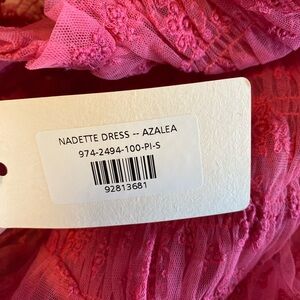 NADETTE DRESS -- AZALEA
974-2494-100-PI-S
92813681